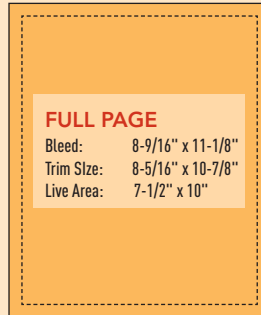 FULL PAGE
Bleed: 8-9/16" x 11-1/8"
Trim SIze: 8-5/16" x 10-7/8"
Live Area: 7-1/2" x 10"